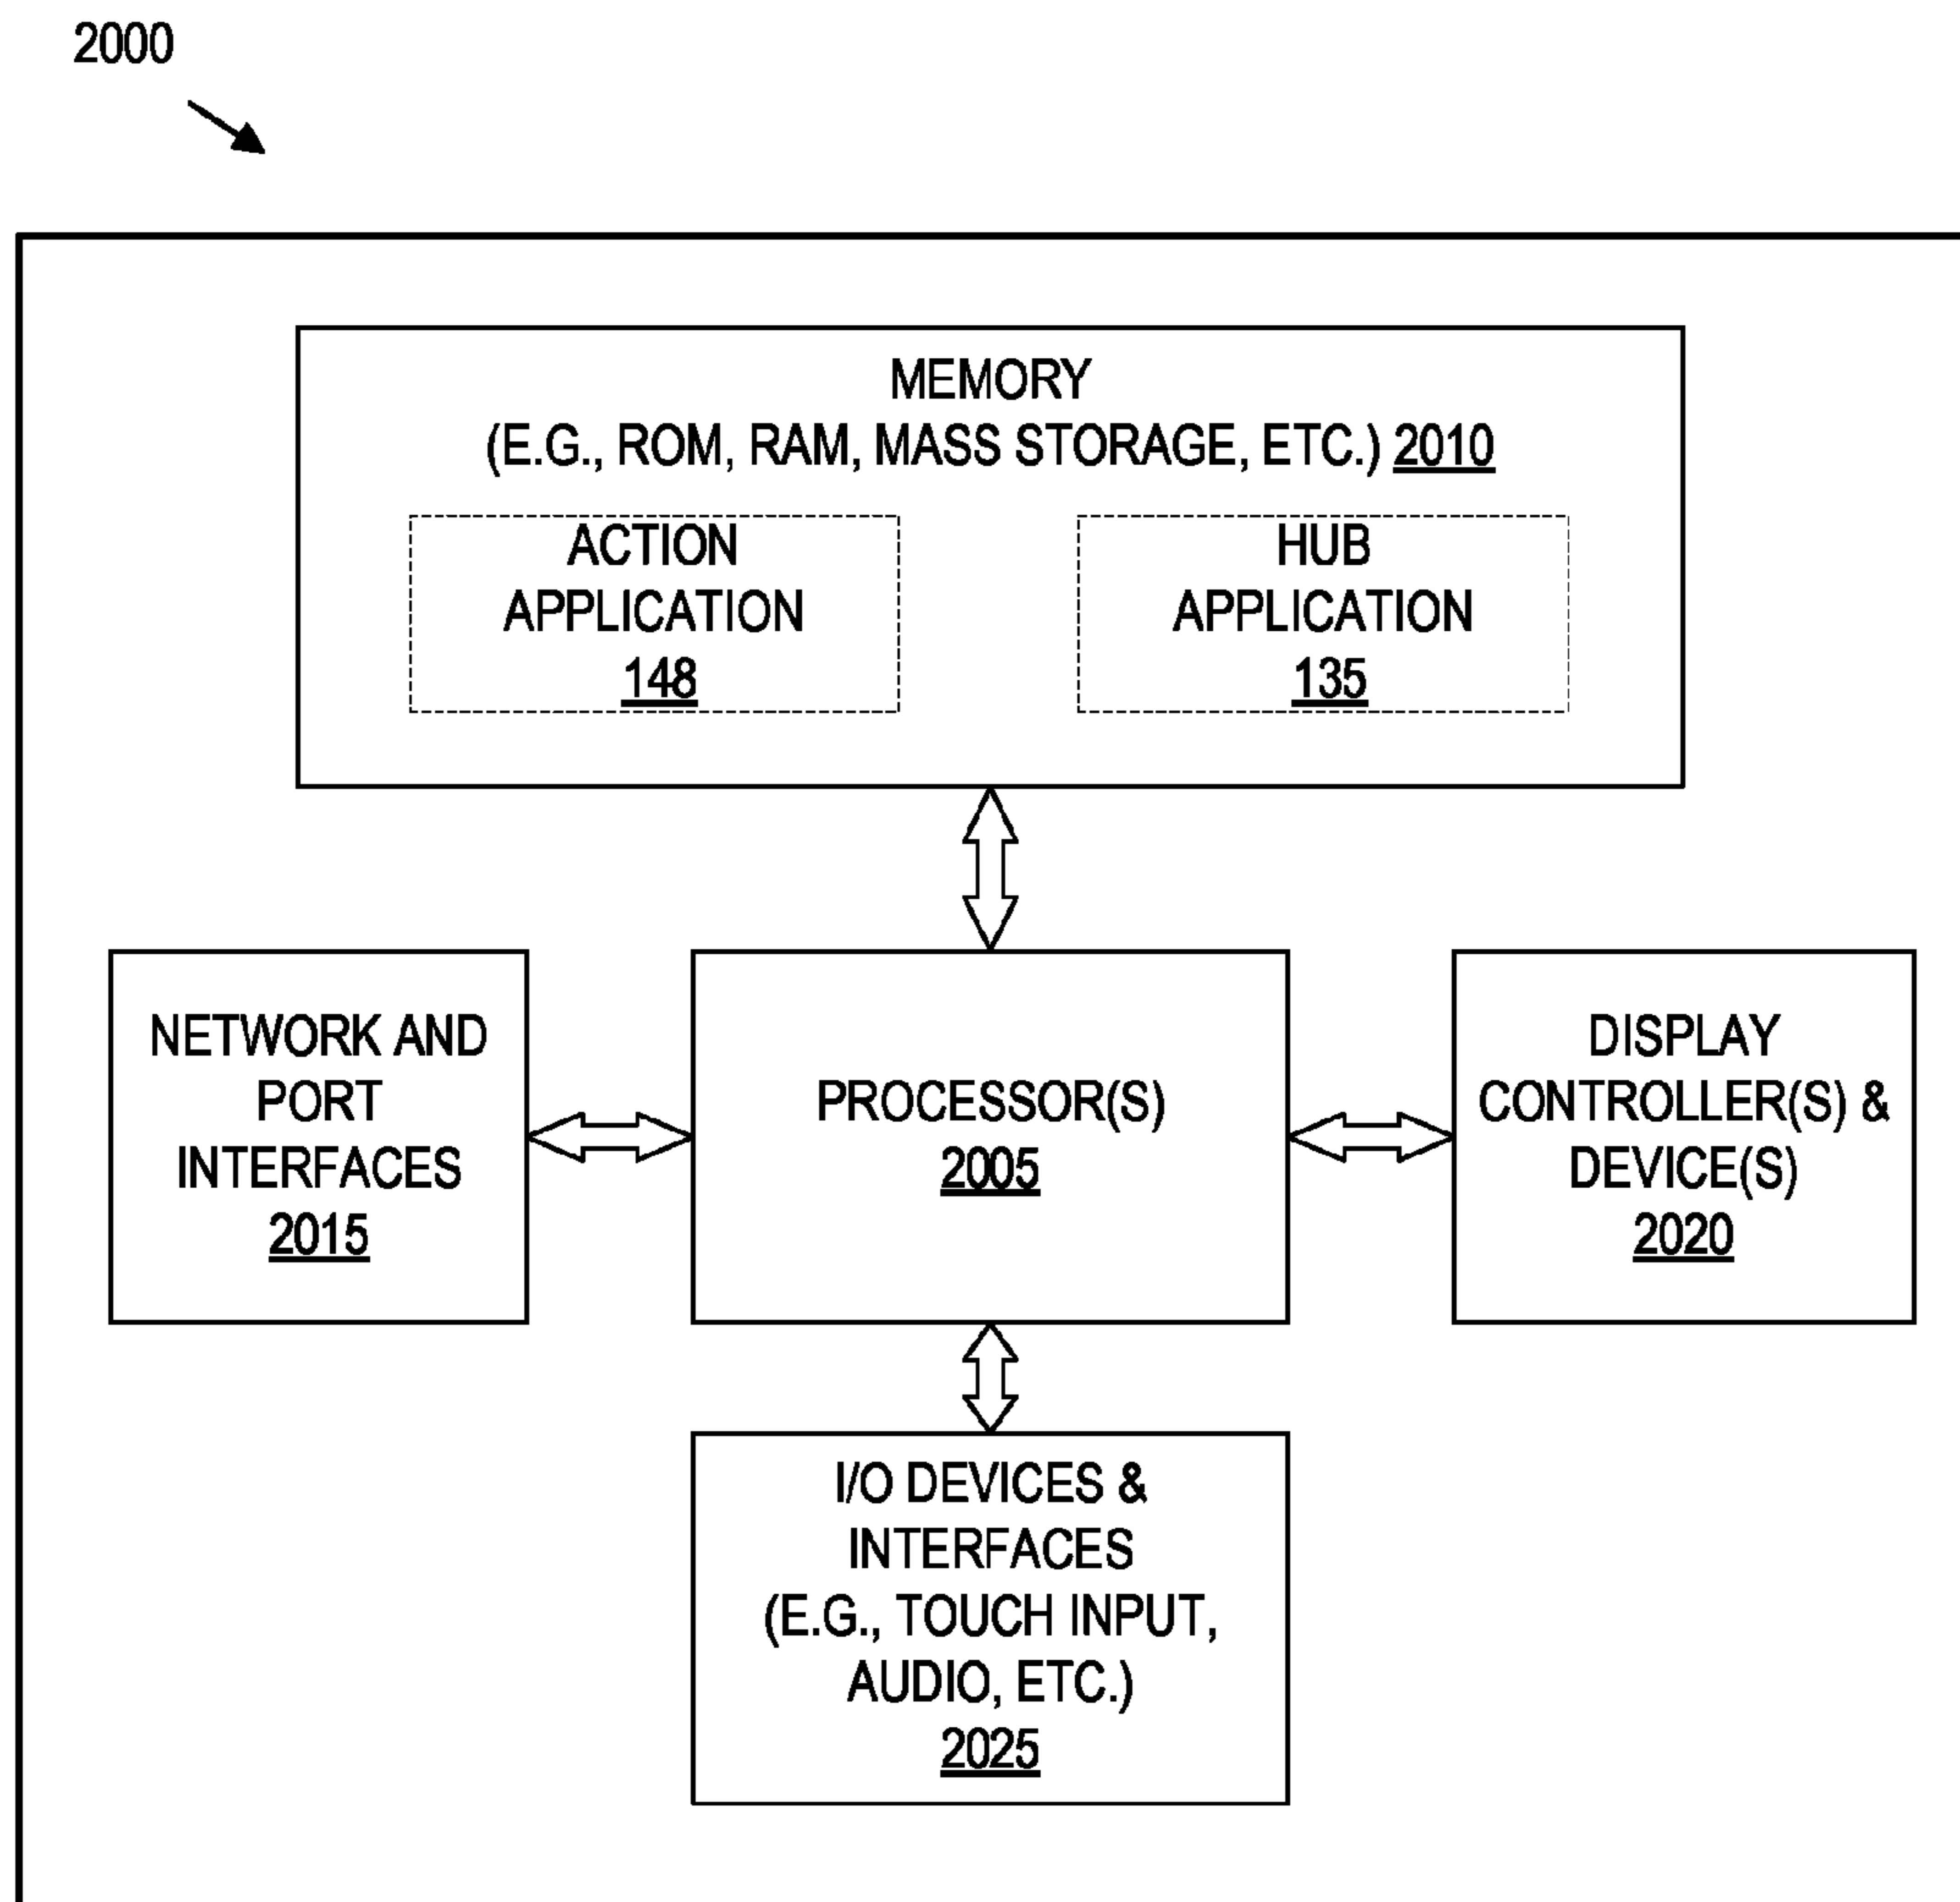 2000
MEMORY
(E.G., ROM, RAM, MASS STORAGE, ETC.) 2010
ACTION
APPLICATION
148
HUB
APPLICATION
135
NETWORK AND
PORT
INTERFACES
2015
PROCESSOR(S)
2005
DISPLAY
CONTROLLER(S) &
DEVICE(S)
2020
I/O DEVICES &
INTERFACES
(E.G., TOUCH INPUT,
AUDIO, ETC.)
2025